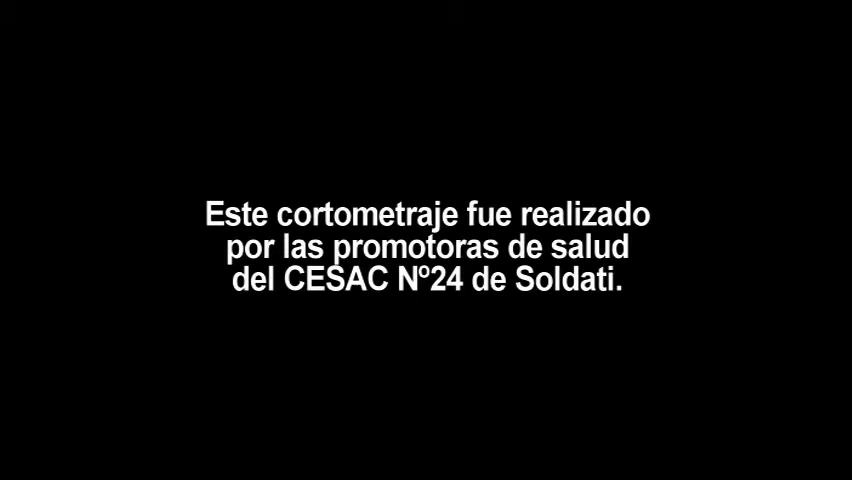 Este cortometraje fue realizado
por las promotoras de salud
del CESAC Nº24 de Soldati.